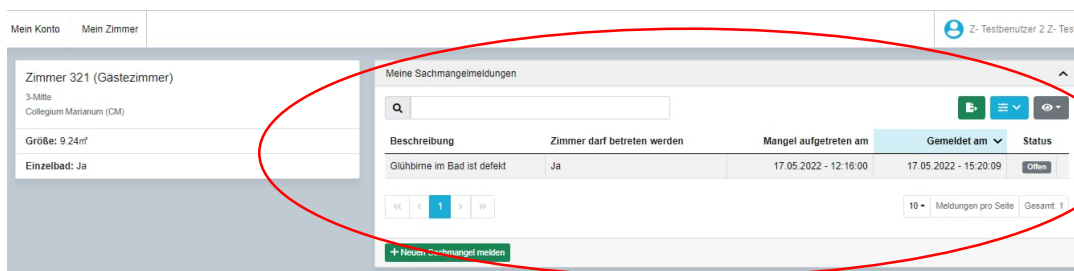 Mein Konto Mein Zimmer Z- Testbenutzer 2 Z- Tes
Zimmer 321 (Gästezimmer)
3-Mitte
Collegium Marianum (CM)
Größe: 9.24m²
Einzelbad: Ja
Meine Sachmangelmeldungen
Beschreibung Zimmer darf betreten werden Mangel aufgetreten am Gemeldet am Status
Glühbirne im Bad ist defekt Ja 17.05.2022 - 12:16:00 17.05.2022 - 15:20:09 Offen
<< < 1 > >> 10 Meldungen pro Seite Gesamt: 1
+ Neuen Sachmangel melden